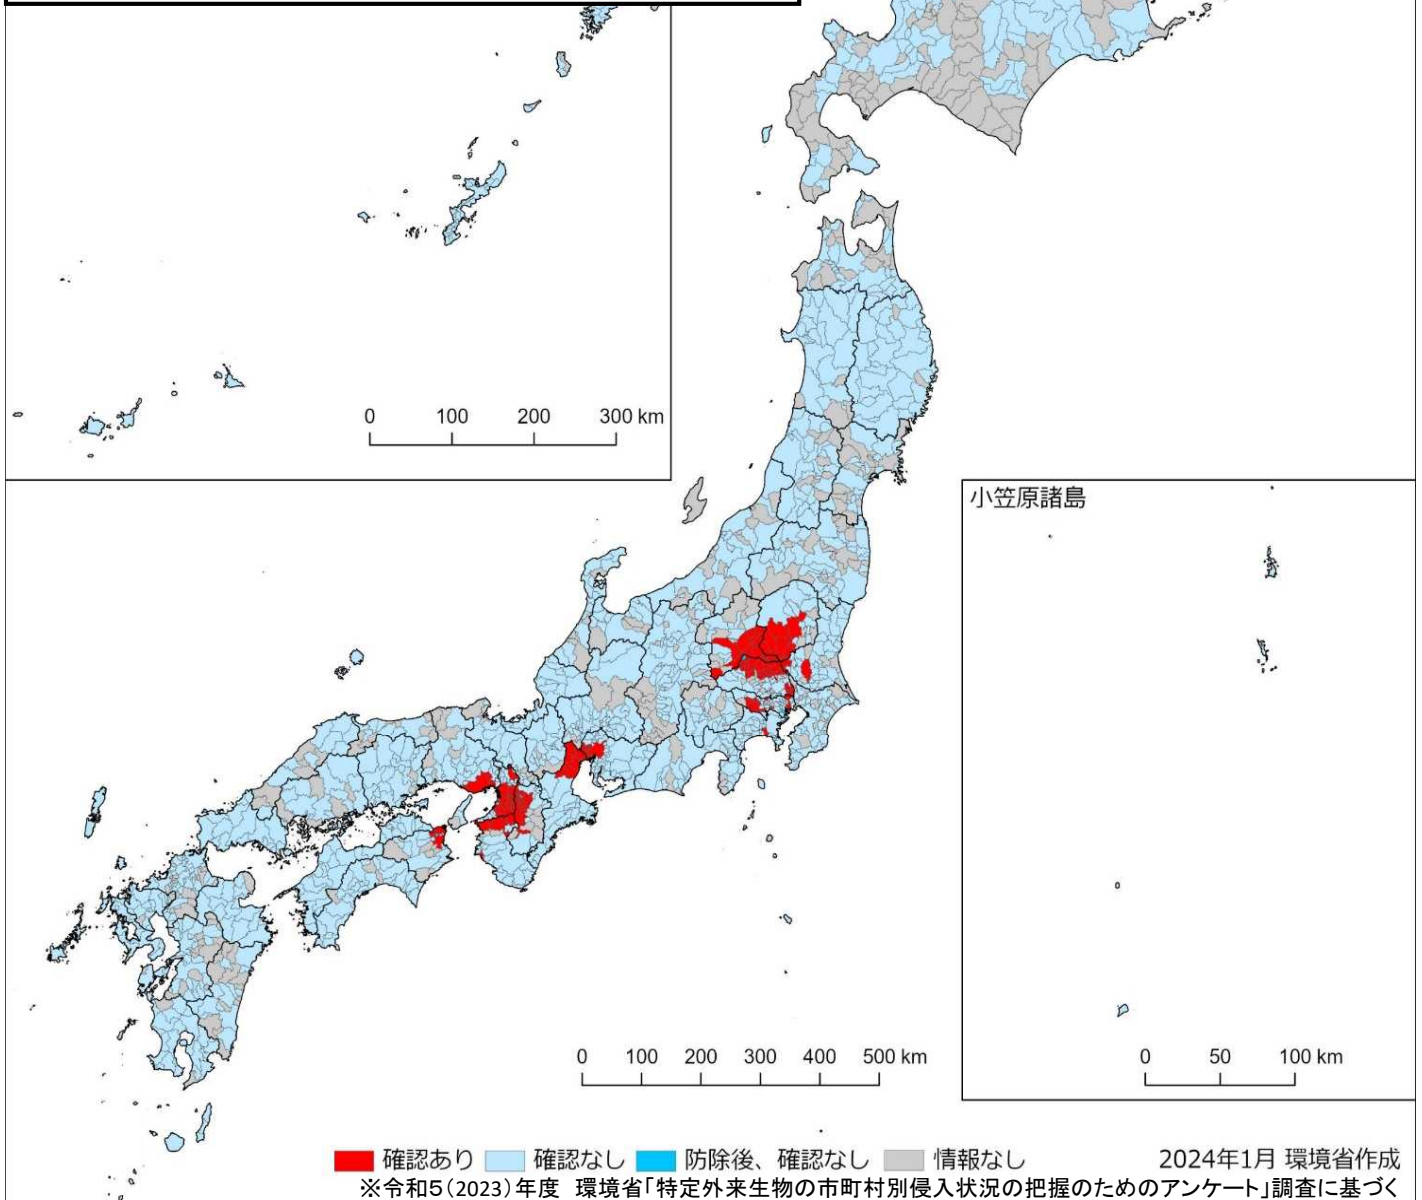 0 100 200 300 km
小笠原諸島
0 100 200 300 400 500 km
0 50 100 km
確認あり 確認なし 防除後、確認なし 情報なし 2024年1月 環境省作成
※令和5(2023)年度 環境省「特定外来生物の市町村別侵入状況の把握のためのアンケート」調査に基づく